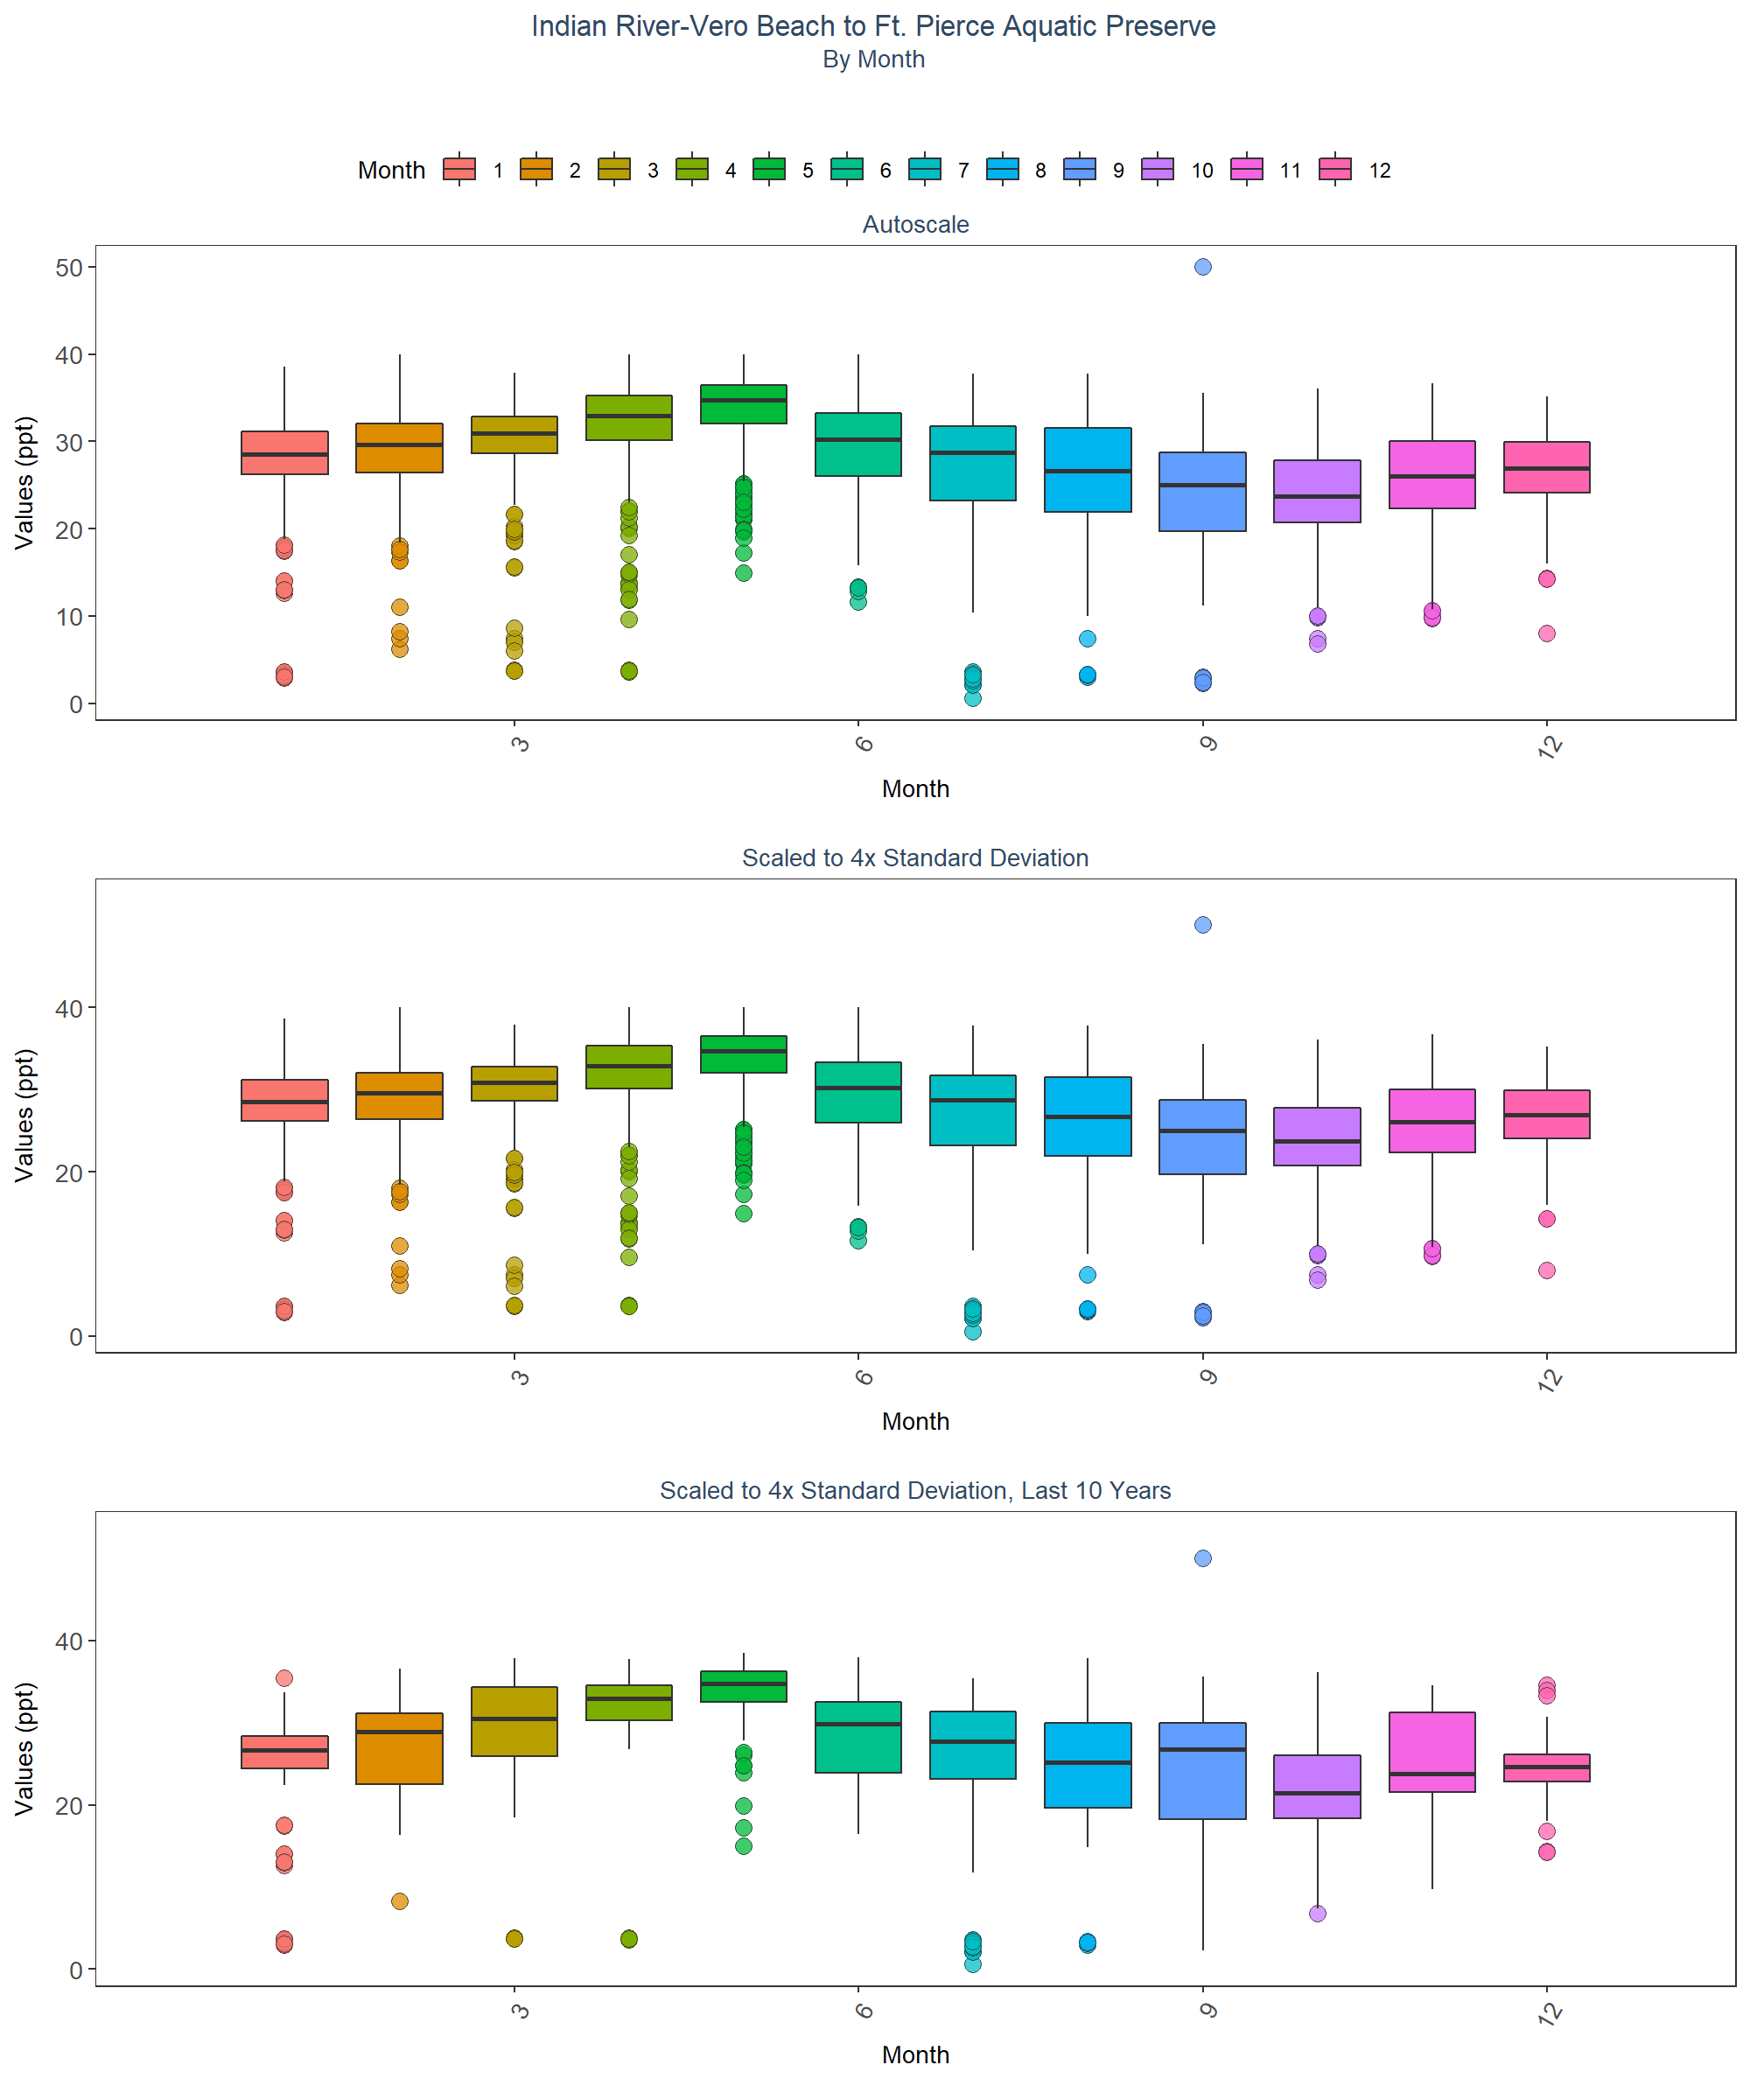 Indian River-Vero Beach to Ft. Pierce Aquatic Preserve
By Month
Month 1 2 3 4 5 6 7 8 9 10 11 12
Autoscale
Values (ppt)
50
40
30
20
10
0
3 6 9 12
Month
Scaled to 4x Standard Deviation
Values (ppt)
40
20
0
3 6 9 12
Month
Scaled to 4x Standard Deviation, Last 10 Years
Values (ppt)
40
20
0
3 6 9 12
Month